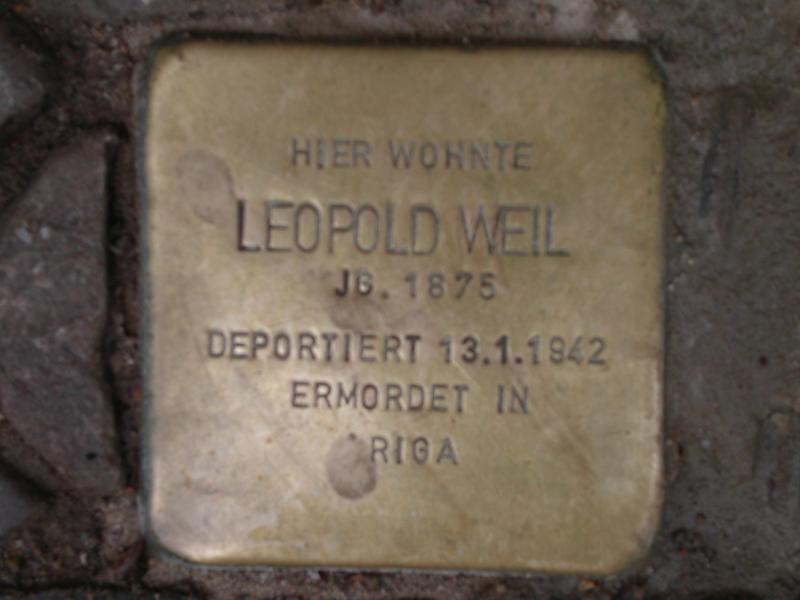 HIER WOHNTE
LEOPOLD WEIL
JG. 1875
DEPORTIERT 13.1.1942
ERMORDET IN
RIGA